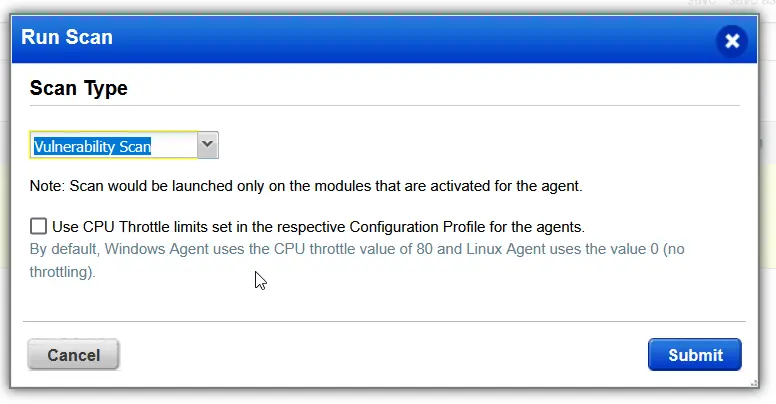 Run Scan
Scan Type
Vulnerability Scan
Note: Scan would be launched only on the modules that are activated for the agent.
Use CPU Throttle limits set in the respective Configuration Profile for the agents.
By default, Windows Agent uses the CPU throttle value of 80 and Linux Agent uses the value 0 (no
throttling).
Cancel
Submit